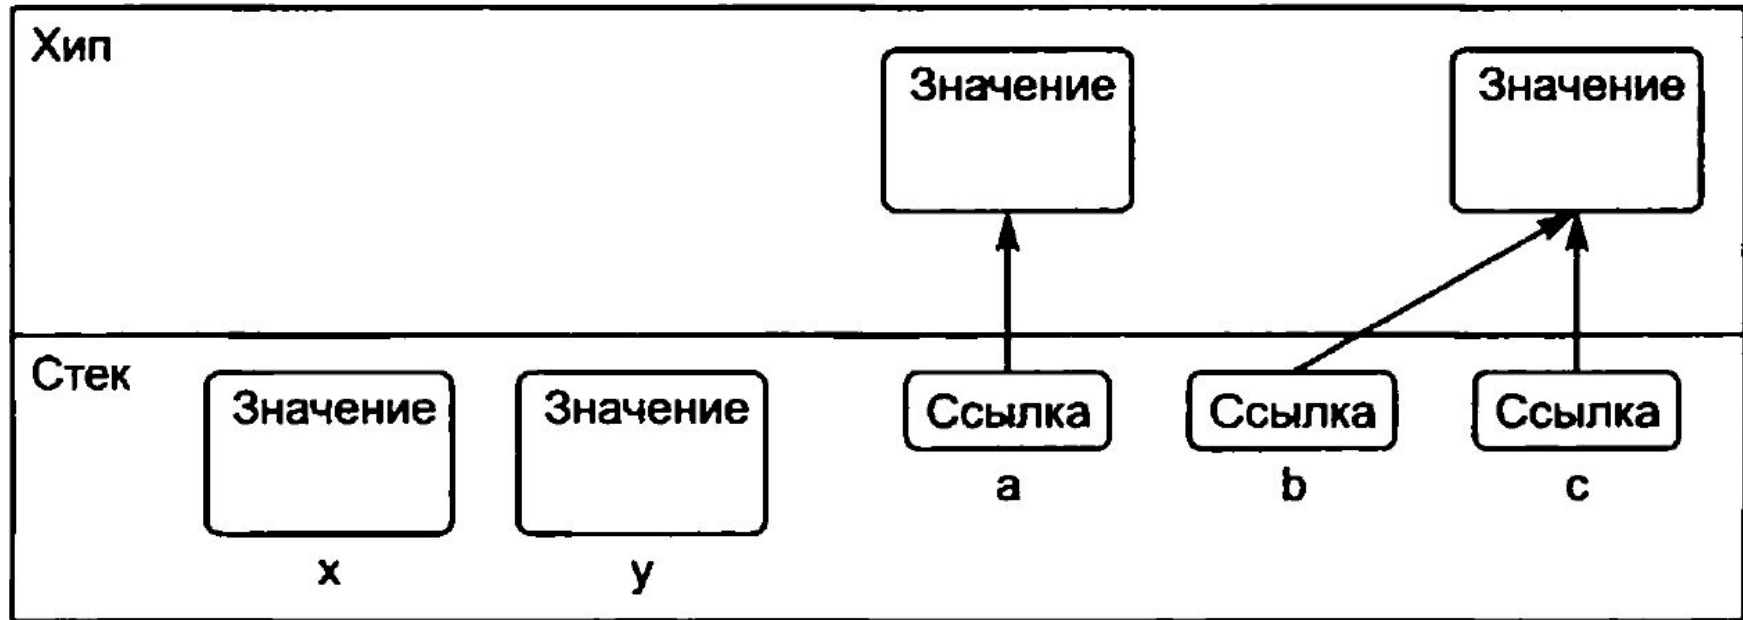 Хип
Значение Значение
Стек
Значение Значение Ссылка Ссылка Ссылка
a b c
x y